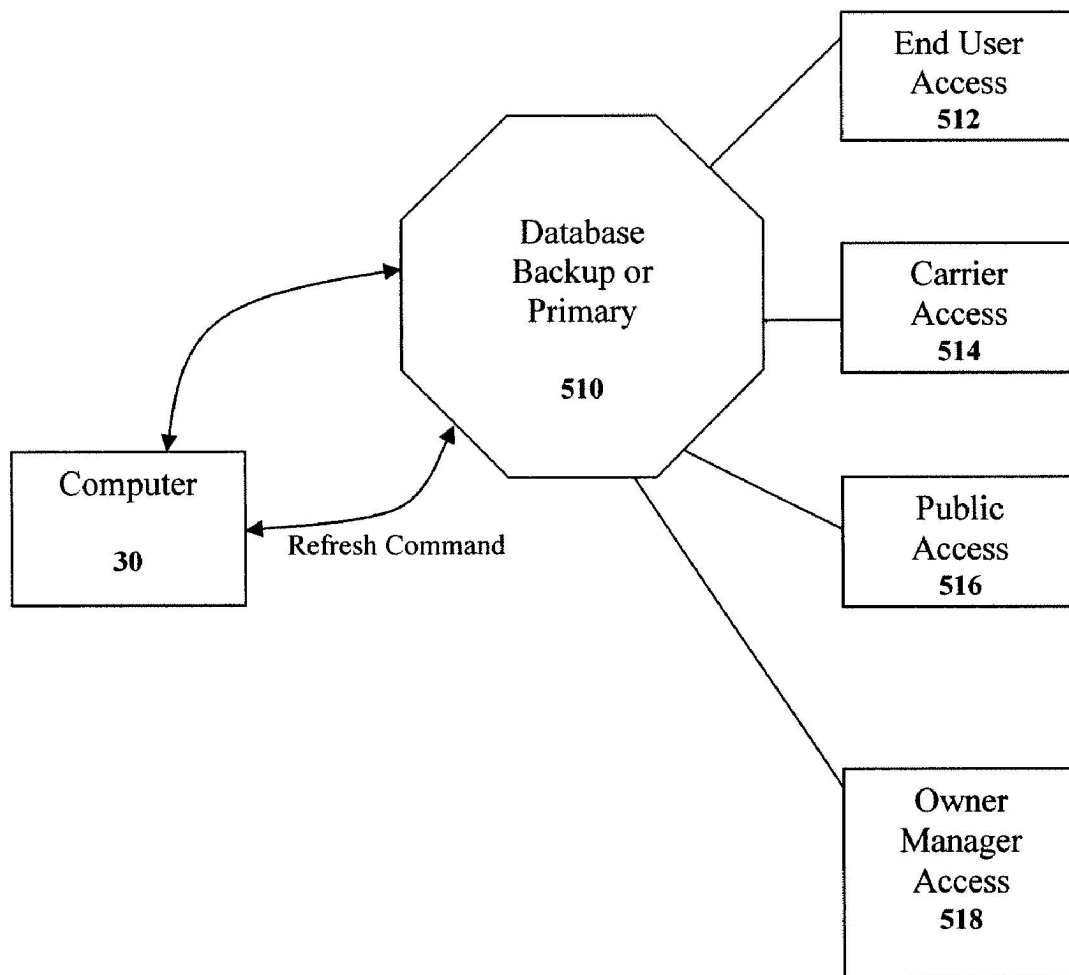 End User
Access
512
Database
Backup or
Primary
510
Carrier
Access
514
Computer
30
Refresh Command
Public
Access
516
Owner
Manager
Access
518